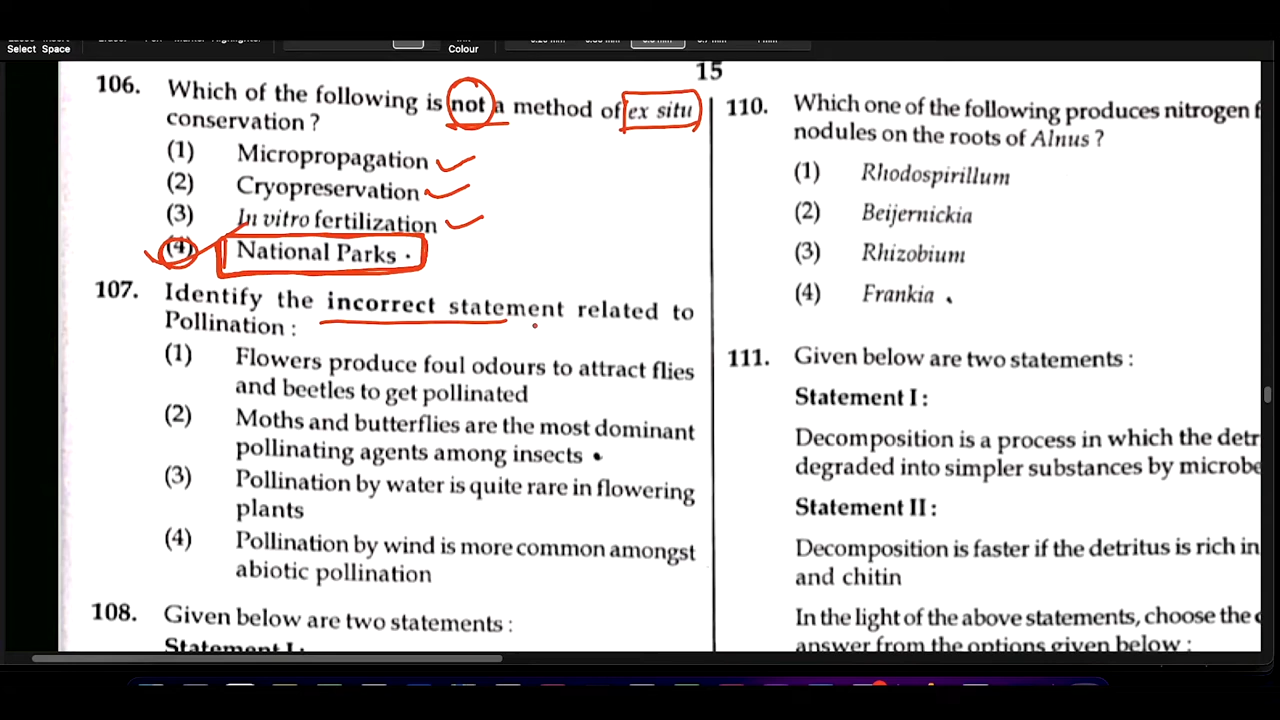 Select Space
Colour
15
106. Which of the following is not a method of ex situ
conservation ?
(1) Micropropagation
(2) Cryopreservation
(3) In vitro fertilization
(4) National Parks
107. Identify the incorrect statement related to
Pollination :
(1) Flowers produce foul odours to attract flies
and beetles to get pollinated
(2) Moths and butterflies are the most dominant
pollinating agents among insects
(3) Pollination by water is quite rare in flowering
plants
(4) Pollination by wind is more common amongst
abiotic pollination
108. Given below are two statements :
Statement I :
110. Which one of the following produces nitrogen f
nodules on the roots of Alnus ?
(1) Rhodospirillum
(2) Beijernickia
(3) Rhizobium
(4) Frankia
111. Given below are two statements :
Statement I :
Decomposition is a process in which the detr
degraded into simpler substances by microbe
Statement II :
Decomposition is faster if the detritus is rich in
and chitin
In the light of the above statements, choose the
answer from the options given below :